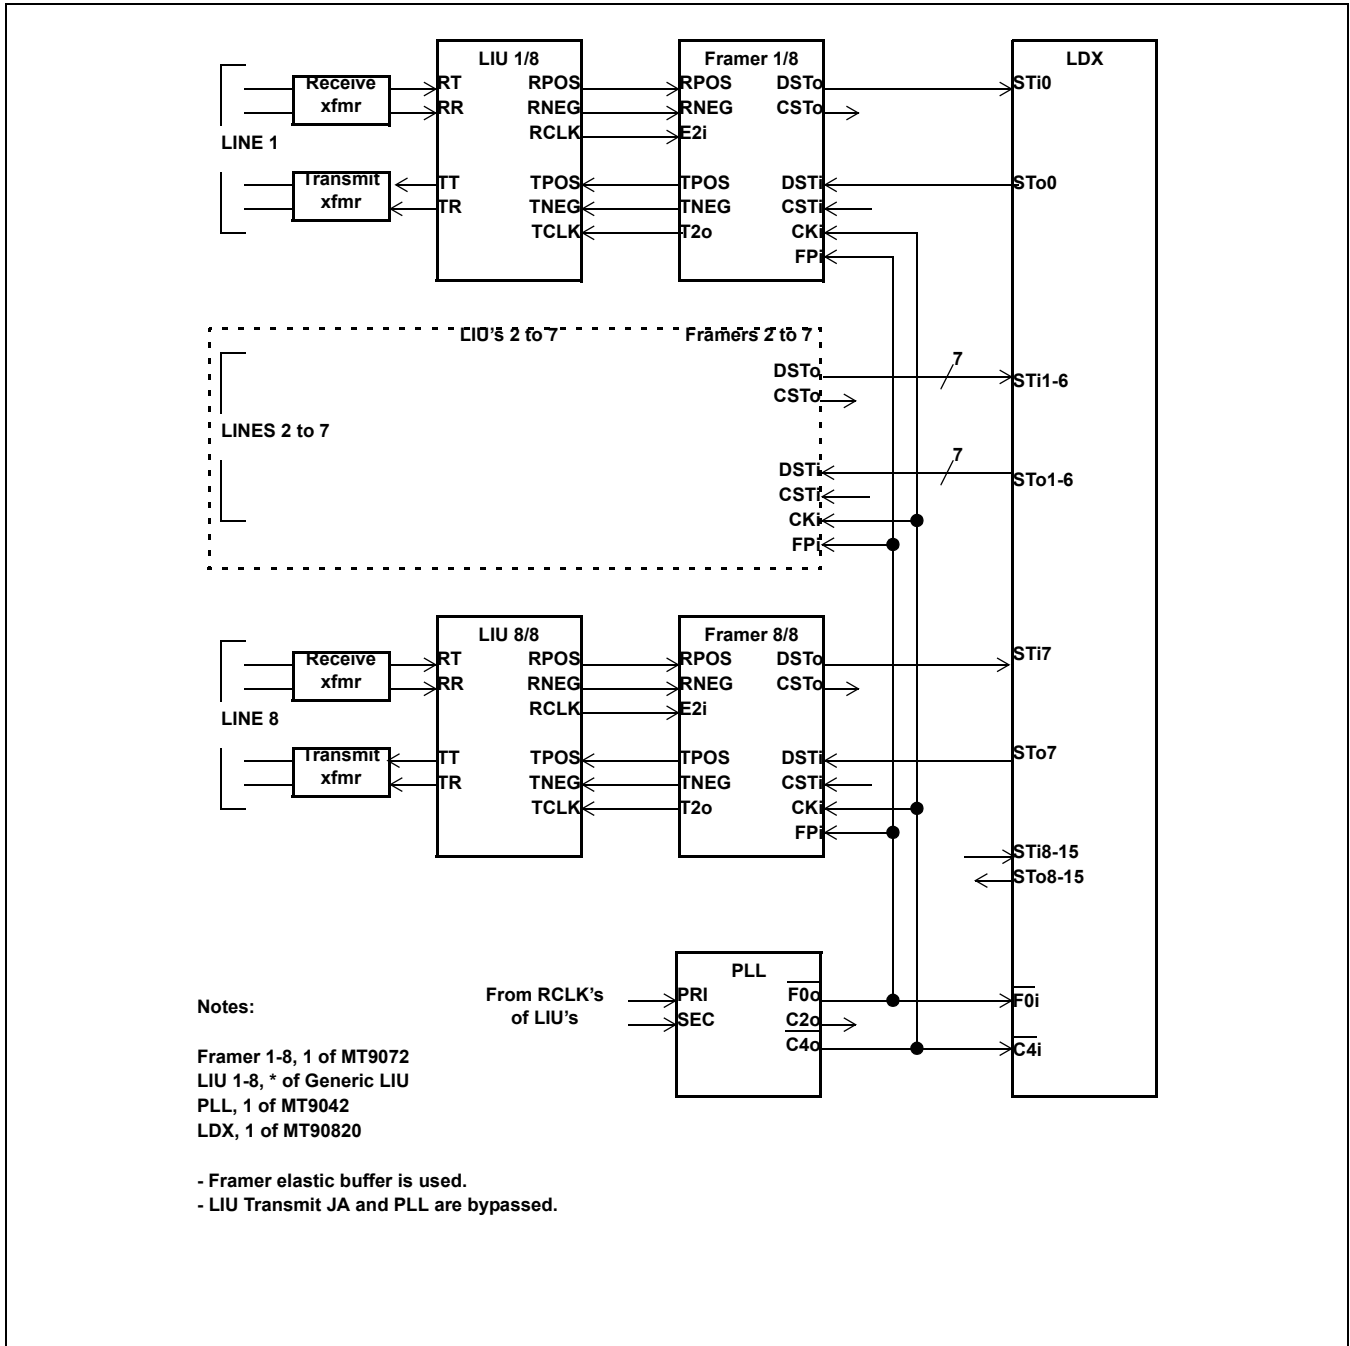 LIU 1/8 Framer 1/8 LDX
Receive xfmr RT RPOS RPOS DSTo STi0
RR RNEG RNEG CSTo
RCLK E2i
LINE 1
Transmit xfmr TT TPOS TPOS DSTi STo0
TR TNEG TNEG CSTi
TCLK T2o CKi
FPi
LIU's 2 to 7 Framers 2 to 7
DSTo 7 STi1-6
CSTo
LINES 2 to 7
DSTi 7 STo1-6
CSTi
CKi
FPi
LIU 8/8 Framer 8/8
Receive xfmr RT RPOS RPOS DSTo STi7
RR RNEG RNEG CSTo
RCLK E2i
LINE 8
Transmit xfmr TT TPOS TPOS DSTi STo7
TR TNEG TNEG CSTi
TCLK T2o CKi
FPi
STi8-15
STo8-15
PLL
From RCLK's PRI F0o F0i
of LIU's SEC C2o
C4o C4i
Notes:
Framer 1-8, 1 of MT9072
LIU 1-8, * of Generic LIU
PLL, 1 of MT9042
LDX, 1 of MT90820
- Framer elastic buffer is used.
- LIU Transmit JA and PLL are bypassed.